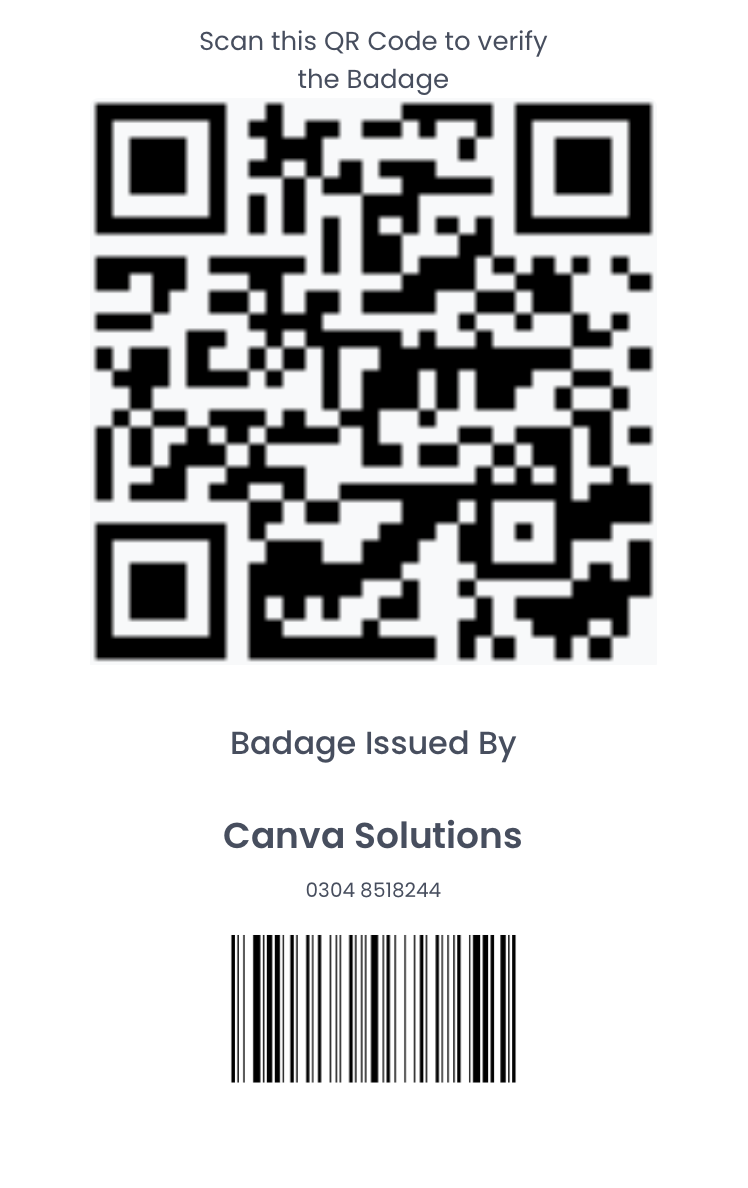 Scan this QR Code to verify
the Badage
Badage Issued By
Canva Solutions
0304 8518244